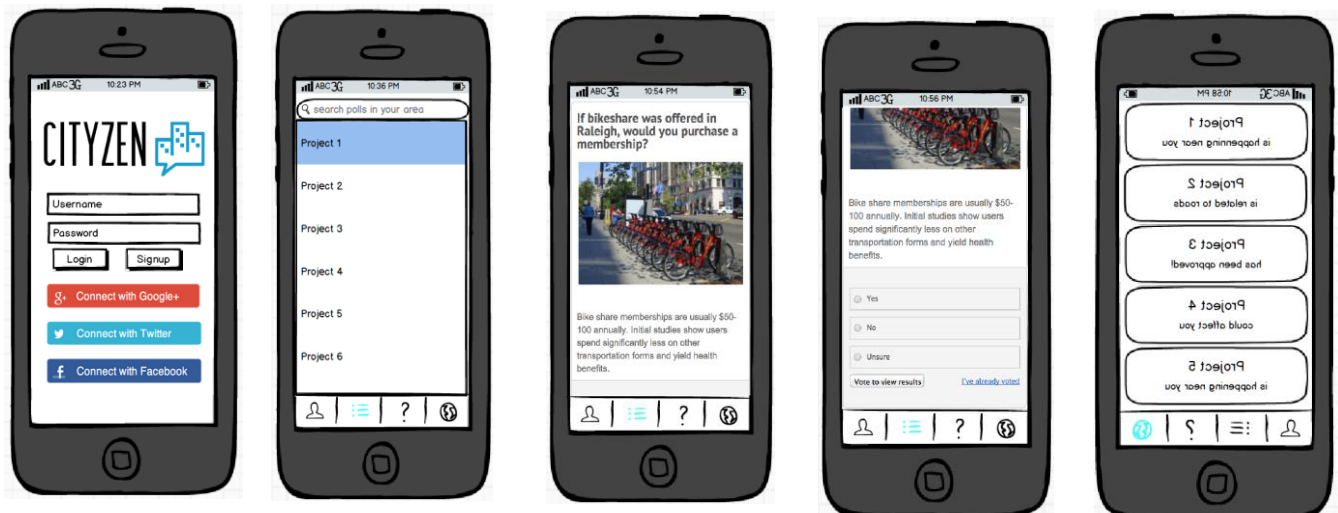 ABC 3G 10:23 PM
CITYZEN
Username
Password
Login Signup
g+ Connect with Google+
Connect with Twitter
f Connect with Facebook
ABC 3G 10:36 PM
search polls in your area
Project 1
Project 2
Project 3
Project 4
Project 5
Project 6
?
ABC 3G 10:54 PM
If bikeshare was offered in
Raleigh, would you purchase a
membership?
Bike share memberships are usually $50-
100 annually. Initial studies show users
spend significantly less on other
transportation forms and yield health
benefits.
?
ABC 3G 10:56 PM
Bike share memberships are usually $50-
100 annually. Initial studies show users
spend significantly less on other
transportation forms and yield health
benefits.
Yes
No
Unsure
Vote to view results I've already voted
?
ABC 3G 10:58 PM
Project 1
is happenning near you
Project 2
is related to roads
Project 3
has been approved!
Project 4
could affect you
Project 5
is happening near you
?